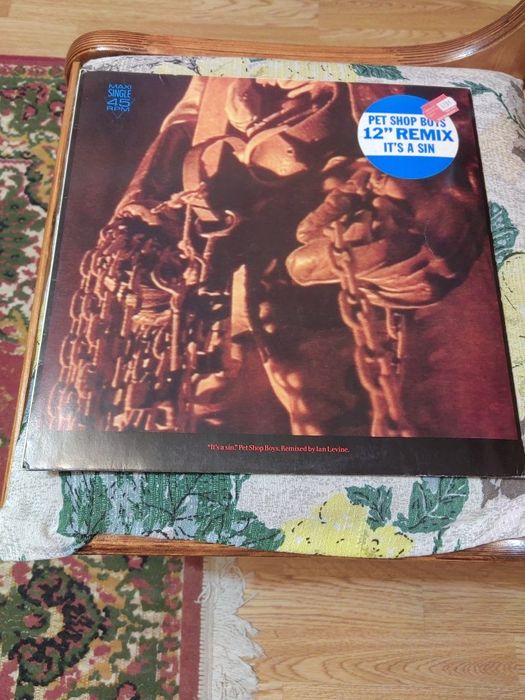 MAXI
SINGLE
45
RPM
PET SHOP BOYS
12" REMIX
IT'S A SIN
"It's a sin." Pet Shop Boys. Remixed by Ian Levine.